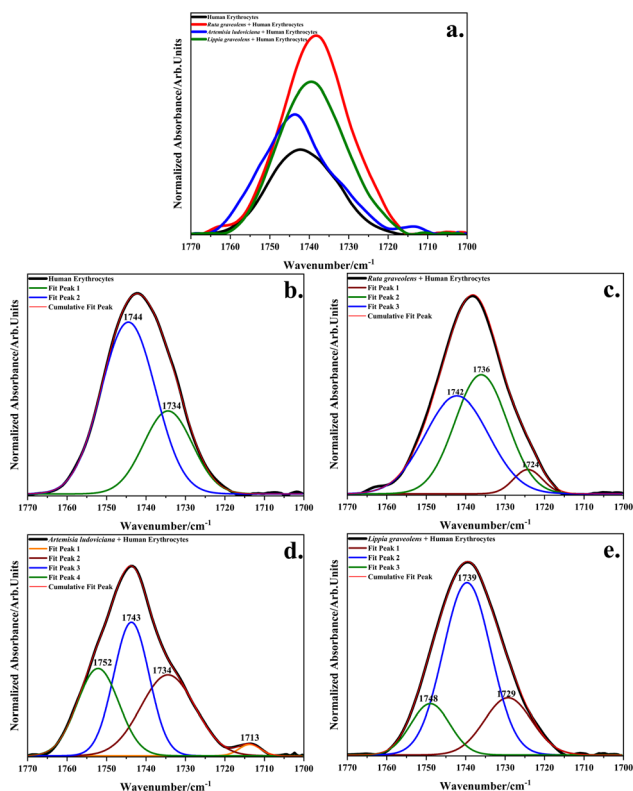 Human Erythrocytes
Ruta graveolens + Human Erythrocytes
Artemisia ludoviciana + Human Erythrocytes
Lippia graveolens + Human Erythrocytes
a.
Normalized Absorbance/Arb.Units
1770 1760 1750 1740 1730 1720 1710 1700
Wavenumber/cm-1
Human Erythrocytes
Fit Peak 1
Fit Peak 2
Cumulative Fit Peak
b.
1744
1734
Normalized Absorbance/Arb.Units
1770 1760 1750 1740 1730 1720 1710 1700
Wavenumber/cm-1
Ruta graveolens + Human Erythrocytes
Fit Peak 1
Fit Peak 2
Fit Peak 3
Cumulative Fit Peak
c.
1736
1742
1724
Normalized Absorbance/Arb.Units
1770 1760 1750 1740 1730 1720 1710 1700
Wavenumber/cm-1
Artemisia ludoviciana + Human Erythrocytes
Fit Peak 1
Fit Peak 2
Fit Peak 3
Fit Peak 4
Cumulative Fit Peak
d.
1743
1752
1734
1713
Normalized Absorbance/Arb.Units
1770 1760 1750 1740 1730 1720 1710 1700
Wavenumber/cm-1
Lippia graveolens + Human Erythrocytes
Fit Peak 1
Fit Peak 2
Fit Peak 3
Cumulative Fit Peak
e.
1739
1748
1729
Normalized Absorbance/Arb.Units
1770 1760 1750 1740 1730 1720 1710 1700
Wavenumber/cm-1